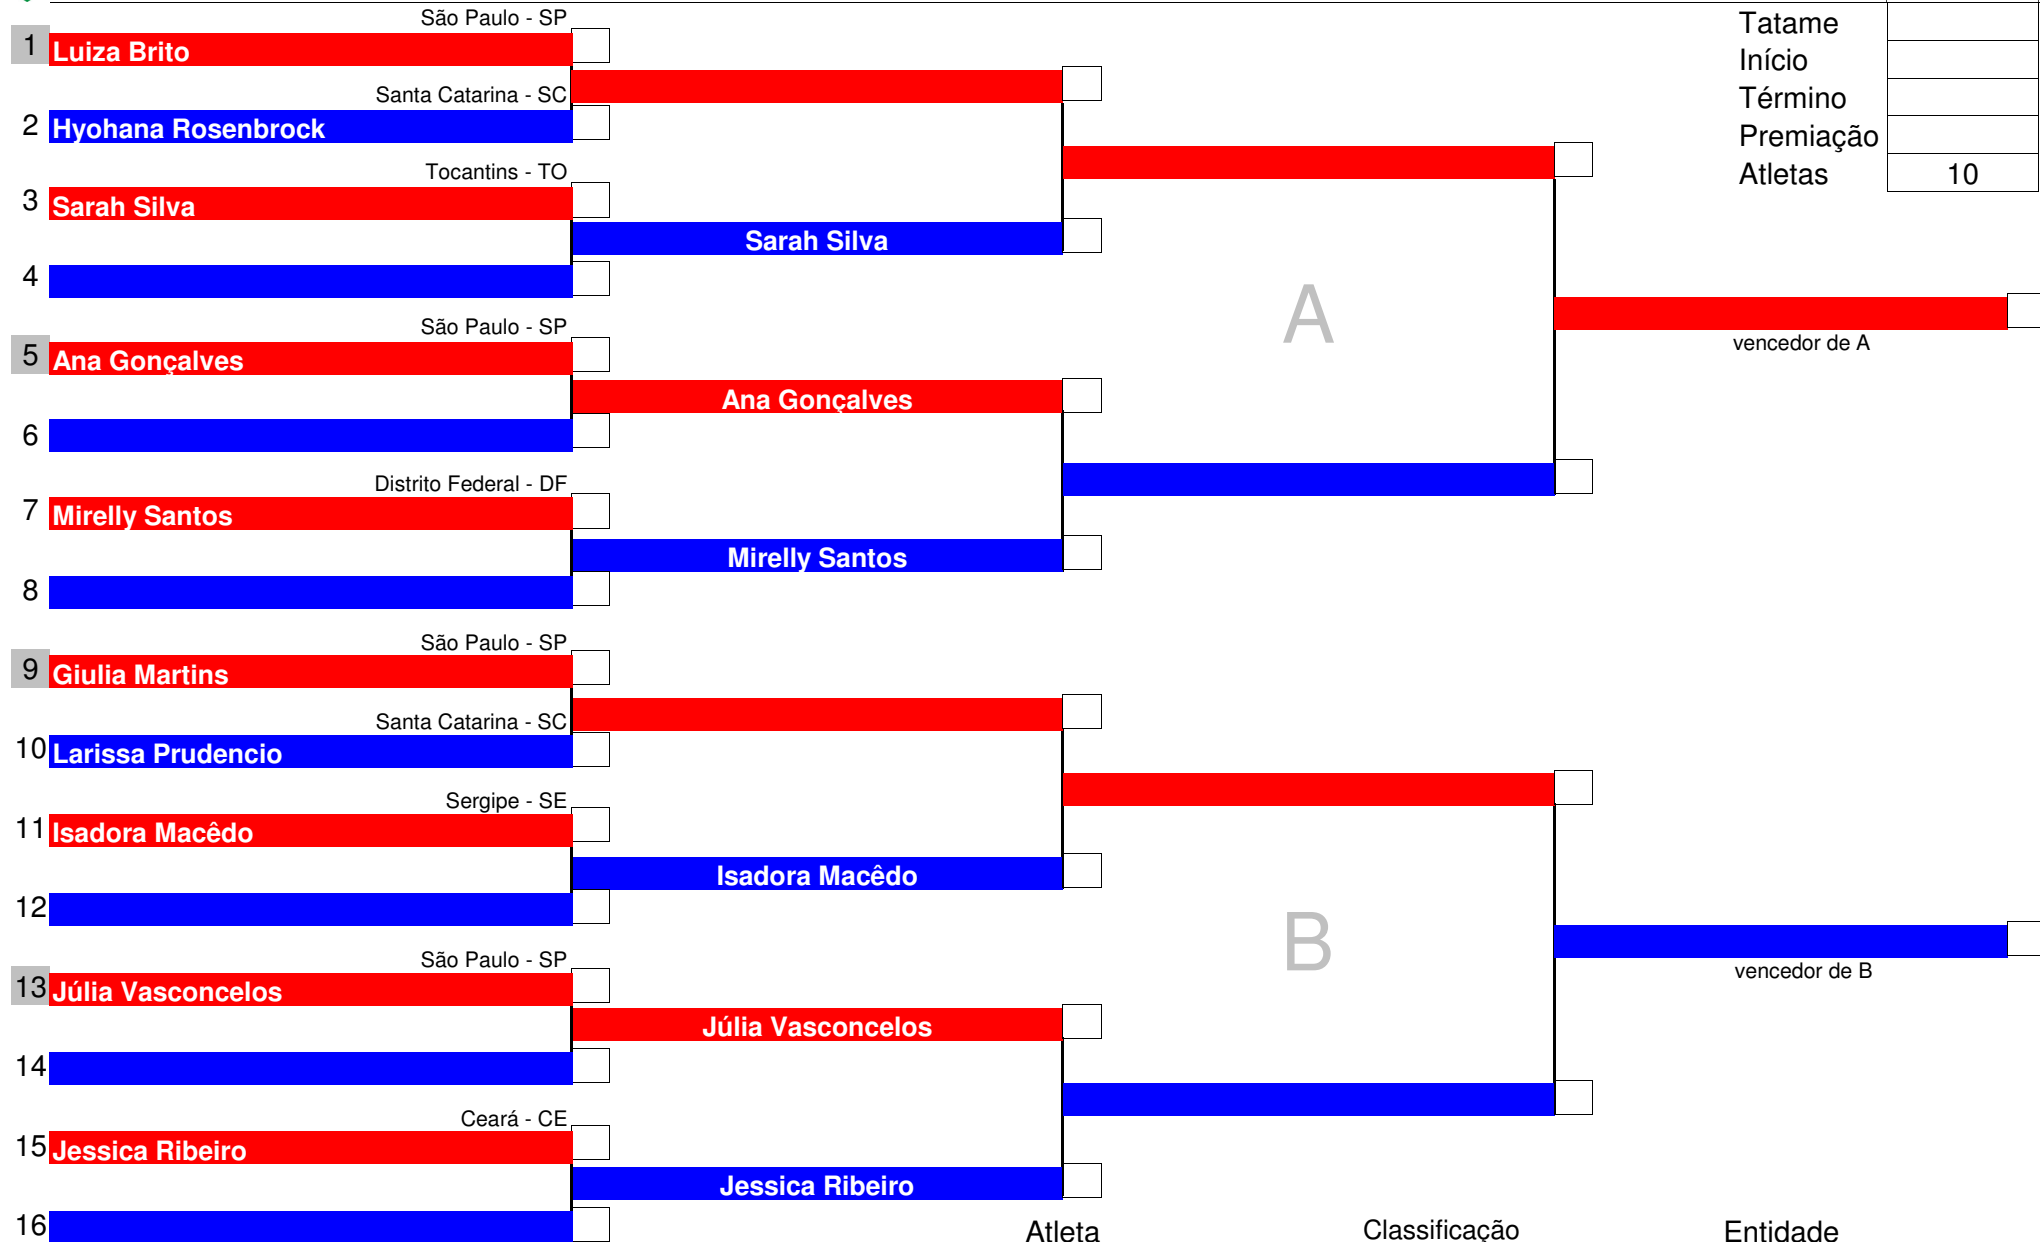 São Paulo - SP
1 Luiza Brito
Santa Catarina - SC
2 Hyohana Rosenbrock
Tocantins - TO
3 Sarah Silva
Sarah Silva
4
São Paulo - SP
5 Ana Gonçalves
Ana Gonçalves
6
Distrito Federal - DF
7 Mirelly Santos
Mirelly Santos
8
São Paulo - SP
9 Giulia Martins
Santa Catarina - SC
10 Larissa Prudencio
Sergipe - SE
11 Isadora Macêdo
Isadora Macêdo
12
São Paulo - SP
13 Júlia Vasconcelos
Júlia Vasconcelos
14
Ceará - CE
15 Jessica Ribeiro
Jessica Ribeiro
16
A
B
vencedor de A
vencedor de B
Tatame
Início
Término
Premiação
Atletas 10
Atleta Classificação Entidade